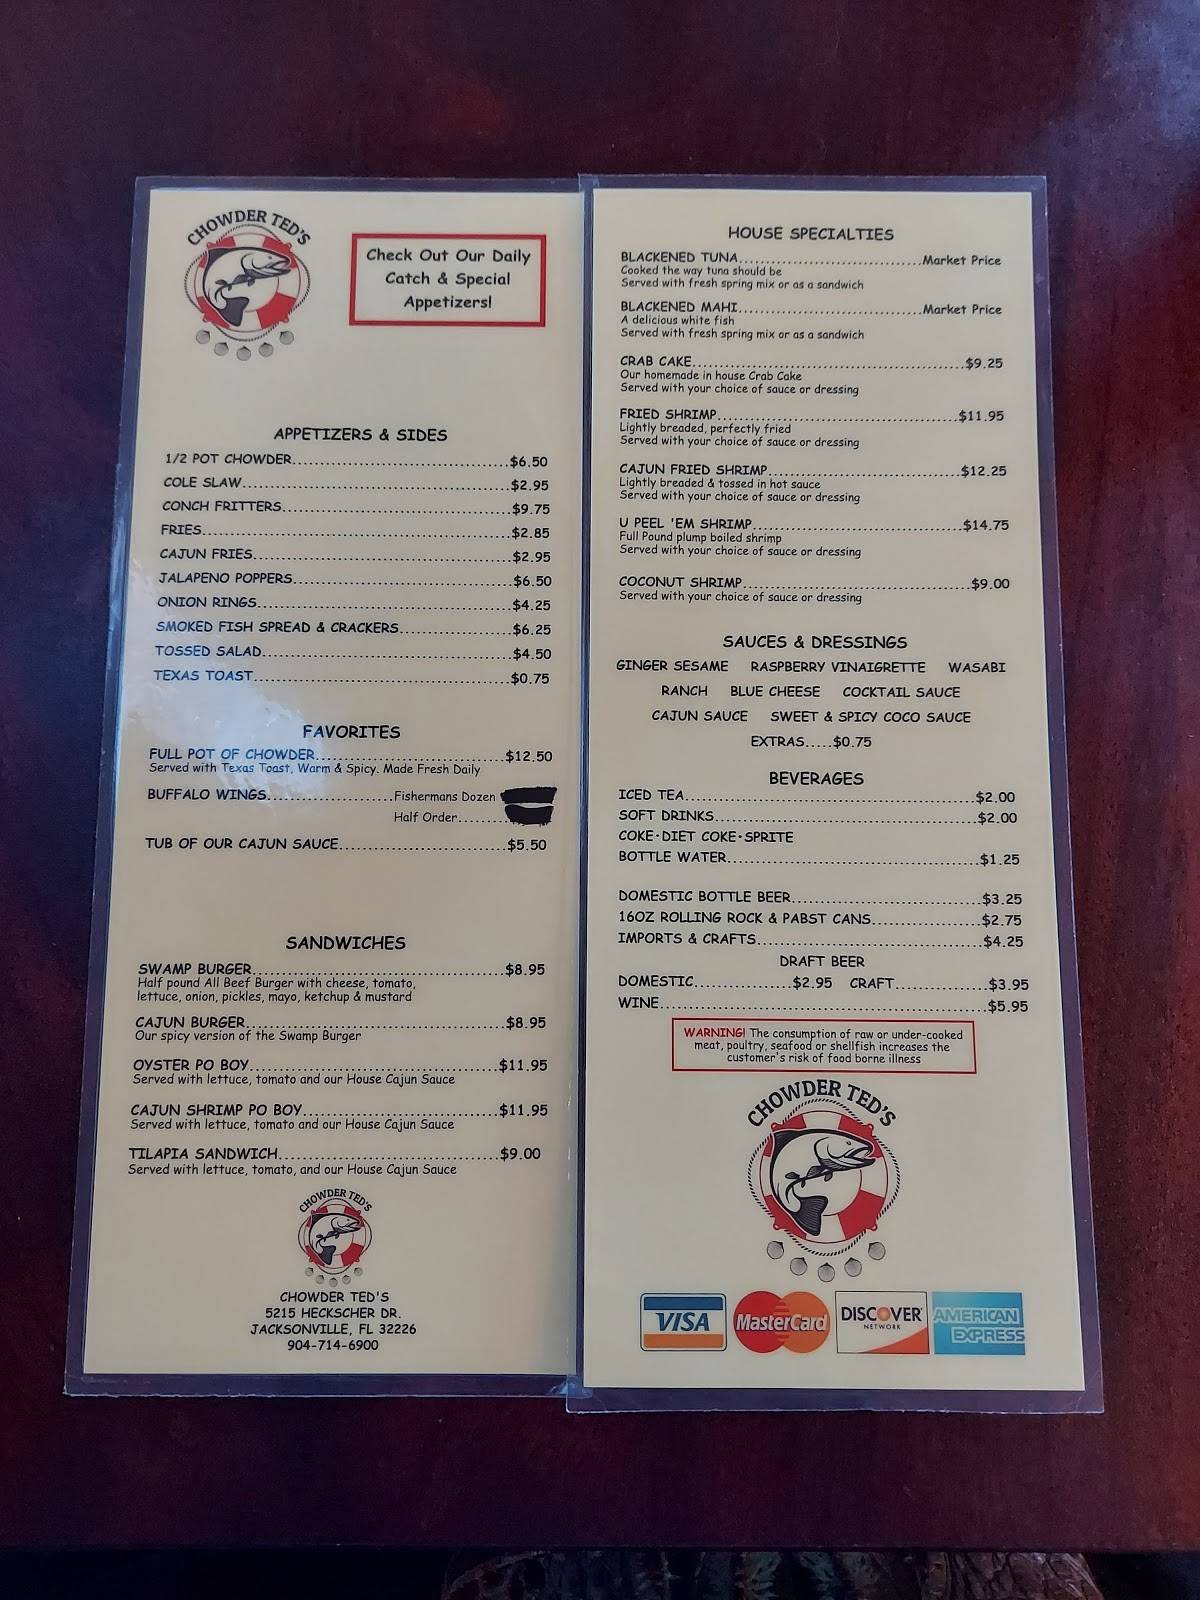 CHOWDER TED'S
Check Out Our Daily
Catch & Special
Appetizers!
APPETIZERS & SIDES
1/2 POT CHOWDER...$6.50
COLE SLAW...$2.95
CONCH FRITTERS...$9.75
FRIES...$2.85
CAJUN FRIES...$2.95
JALAPENO POPPERS...$6.50
ONION RINGS...$4.25
SMOKED FISH SPREAD & CRACKERS...$6.25
TOSSED SALAD...$4.50
TEXAS TOAST...$0.75
FAVORITES
FULL POT OF CHOWDER...$12.50
Served with Texas Toast, Warm & Spicy. Made Fresh Daily
BUFFALO WINGS...Fishermans Dozen
Half Order...
TUB OF OUR CAJUN SAUCE...$5.50
SANDWICHES
SWAMP BURGER...$8.95
Half pound All Beef Burger with cheese, tomato,
lettuce, onion, pickles, mayo, ketchup & mustard
CAJUN BURGER...$8.95
Our spicy version of the Swamp Burger
OYSTER PO BOY...$11.95
Served with lettuce, tomato and our House Cajun Sauce
CAJUN SHRIMP PO BOY...$11.95
Served with lettuce, tomato and our House Cajun Sauce
TILAPIA SANDWICH...$9.00
Served with lettuce, tomato, and our House Cajun Sauce
CHOWDER TED'S
CHOWDER TED'S
5215 HECKSCHER DR.
JACKSONVILLE, FL 32226
904-714-6900
HOUSE SPECIALTIES
BLACKENED TUNA...Market Price
Cooked the way tuna should be
Served with fresh spring mix or as a sandwich
BLACKENED MAHI...Market Price
A delicious white fish
Served with fresh spring mix or as a sandwich
CRAB CAKE...$9.25
Our homemade in house Crab Cake
Served with your choice of sauce or dressing
FRIED SHRIMP...$11.95
Lightly breaded, perfectly fried
Served with your choice of sauce or dressing
CAJUN FRIED SHRIMP...$12.25
Lightly breaded & tossed in hot sauce
Served with your choice of sauce or dressing
U PEEL 'EM SHRIMP...$14.75
Full Pound plump boiled shrimp
Served with your choice of sauce or dressing
COCONUT SHRIMP...$9.00
Served with your choice of sauce or dressing
SAUCES & DRESSINGS
GINGER SESAME RASPBERRY VINAIGRETTE WASABI
RANCH BLUE CHEESE COCKTAIL SAUCE
CAJUN SAUCE SWEET & SPICY COCO SAUCE
EXTRAS.....$0.75
BEVERAGES
ICED TEA...$2.00
SOFT DRINKS...$2.00
COKE·DIET COKE·SPRITE
BOTTLE WATER...$1.25
DOMESTIC BOTTLE BEER...$3.25
16OZ ROLLING ROCK & PABST CANS...$2.75
IMPORTS & CRAFTS...$4.25
DRAFT BEER
DOMESTIC...$2.95 CRAFT...$3.95
WINE...$5.95
WARNING! The consumption of raw or under-cooked
meat, poultry, seafood or shellfish increases the
customer's risk of food borne illness
CHOWDER TED'S
VISA MasterCard DISCOVER NETWORK AMERICAN EXPRESS